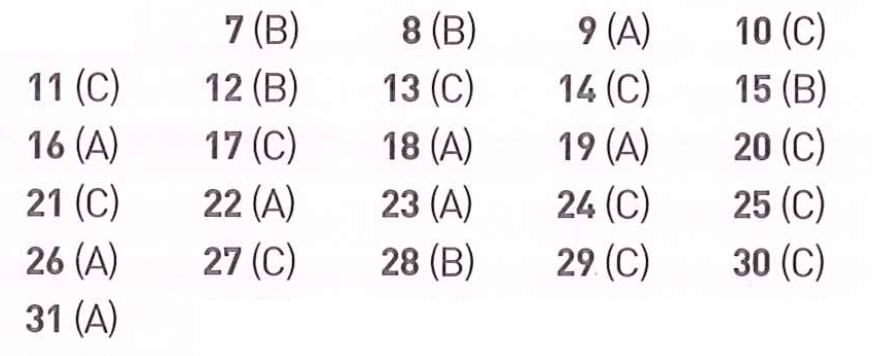 7 (B) 8 (B) 9 (A) 10 (C)
11 (C) 12 (B) 13 (C) 14 (C) 15 (B)
16 (A) 17 (C) 18 (A) 19 (A) 20 (C)
21 (C) 22 (A) 23 (A) 24 (C) 25 (C)
26 (A) 27 (C) 28 (B) 29 (C) 30 (C)
31 (A)